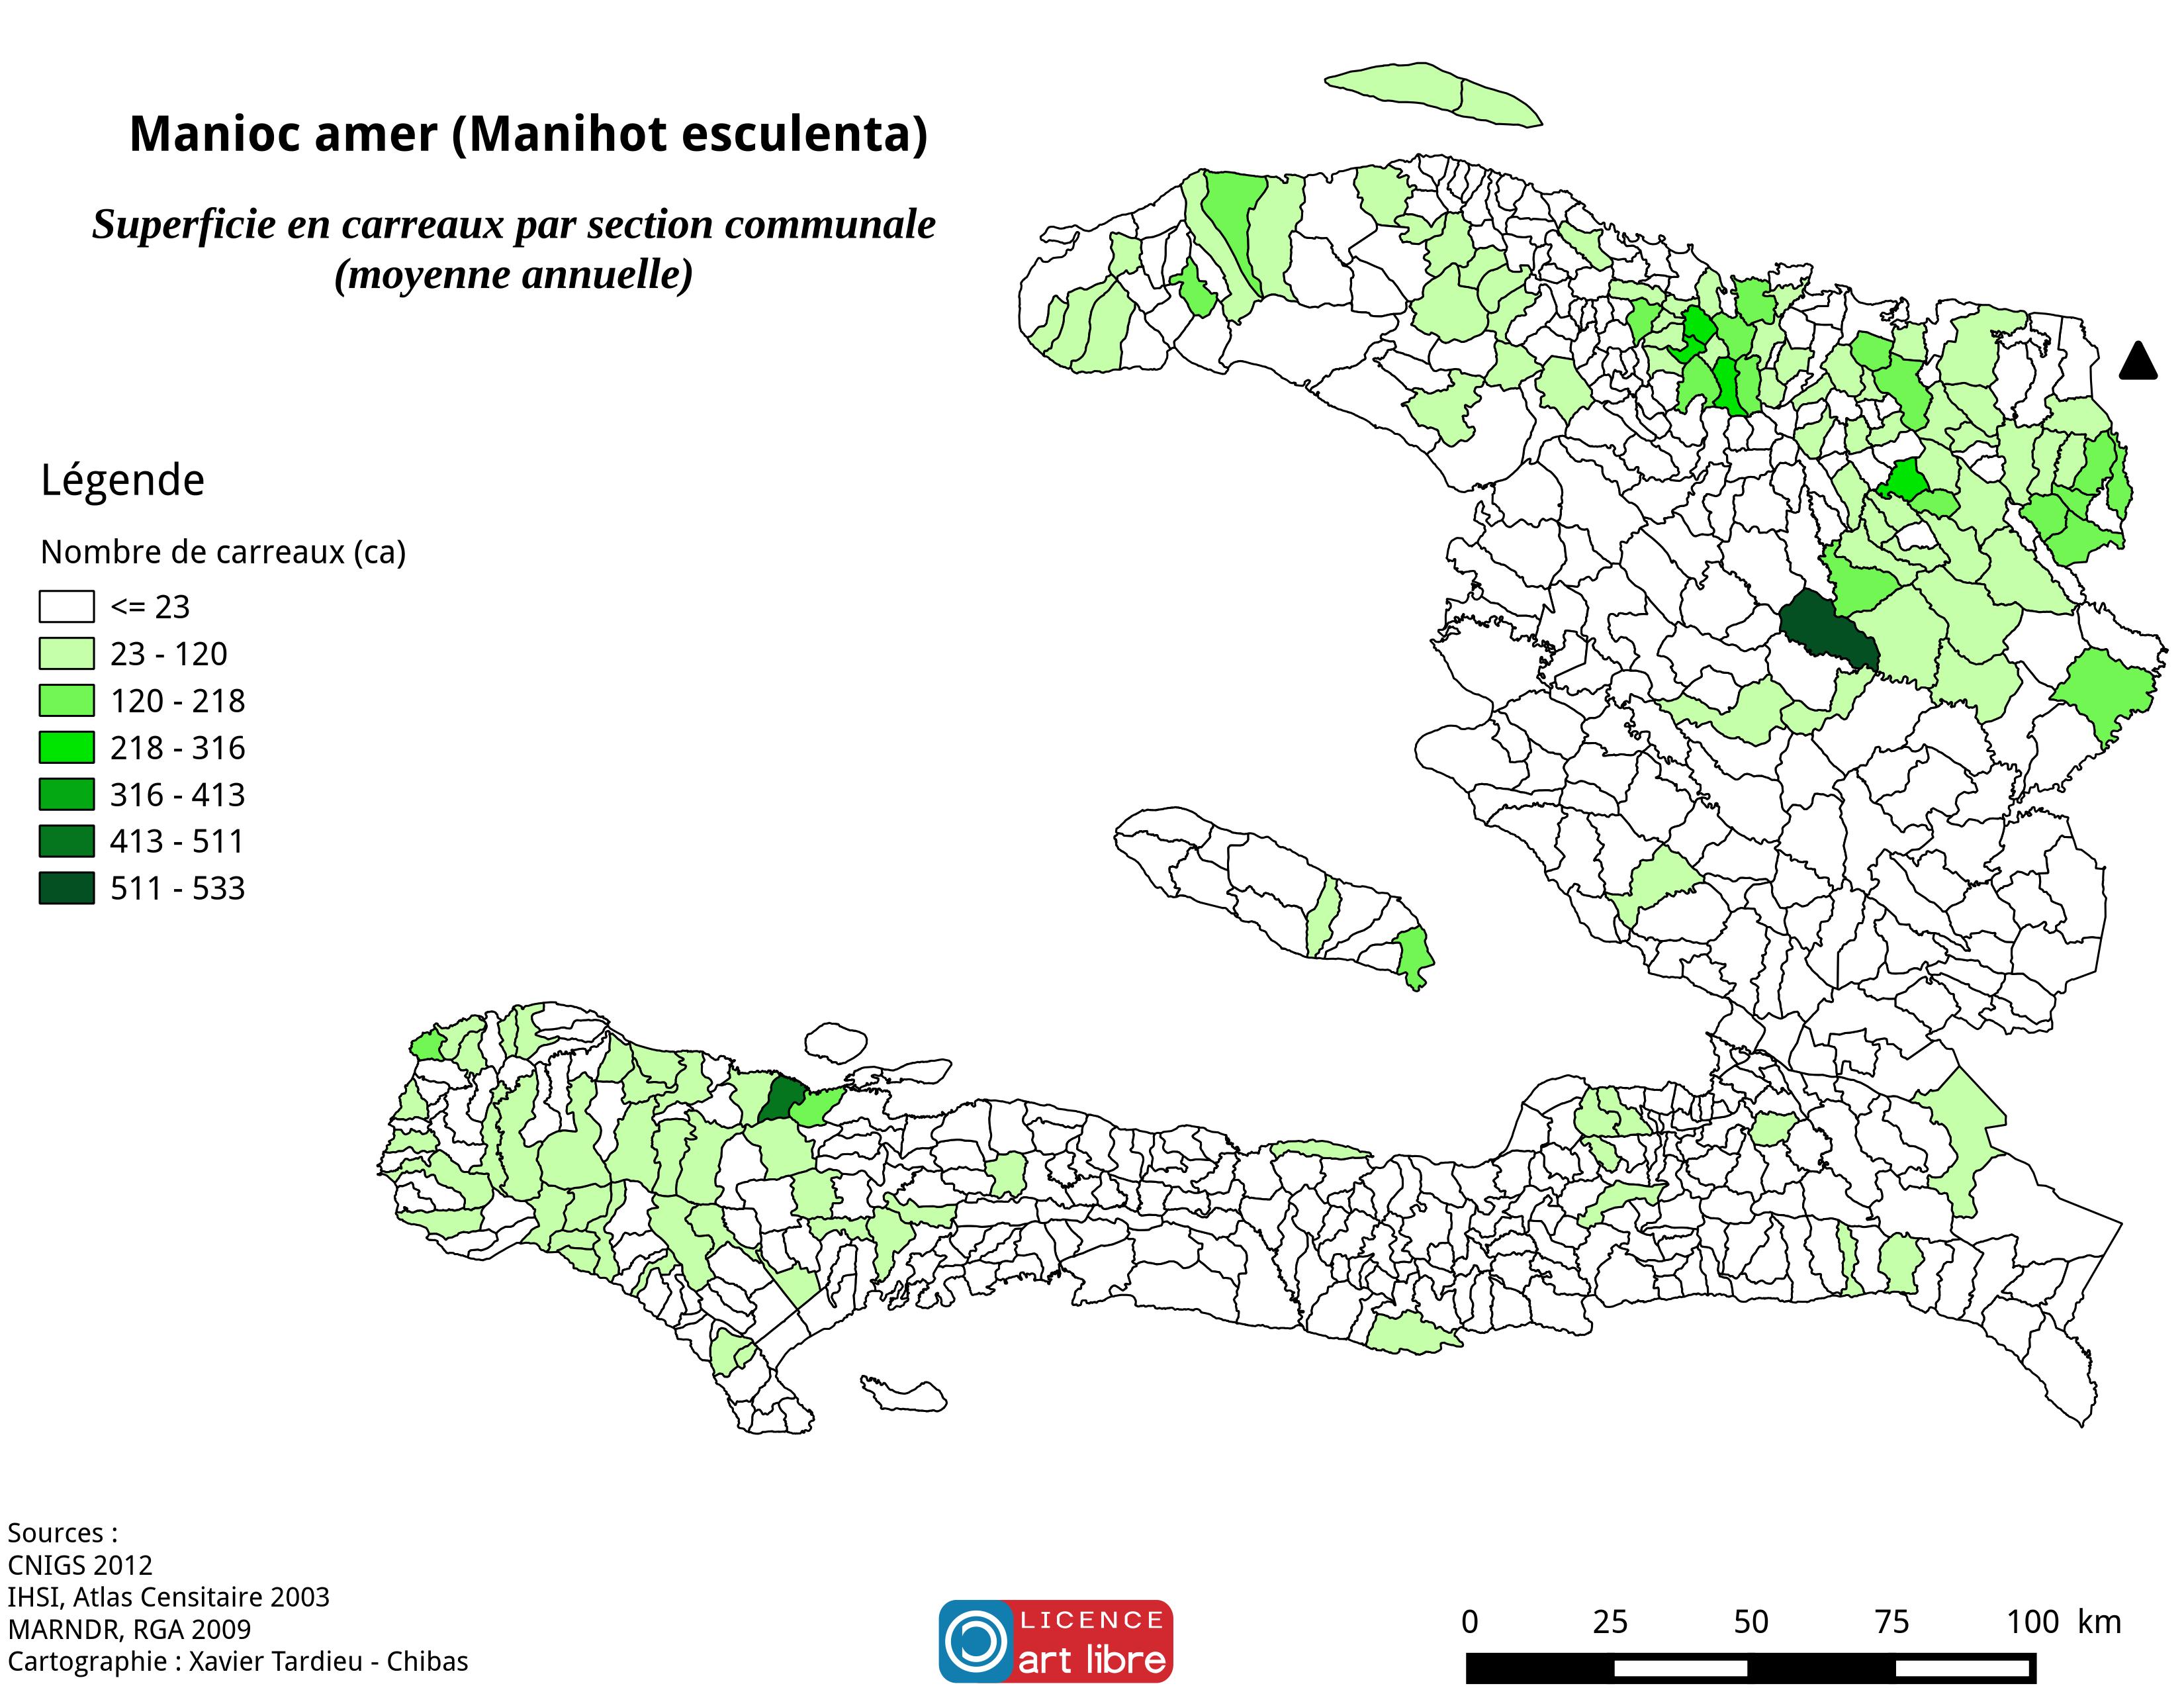 Manioc amer (Manihot esculenta)
Superficie en carreaux par section communale
(moyenne annuelle)
Légende
Nombre de carreaux (ca)
<= 23
23 - 120
120 - 218
218 - 316
316 - 413
413 - 511
511 - 533
Sources :
CNIGS 2012
IHSI, Atlas Censitaire 2003
MARNDR, RGA 2009
Cartographie : Xavier Tardieu - Chibas
LICENCE
art libre
0 25 50 75 100 km